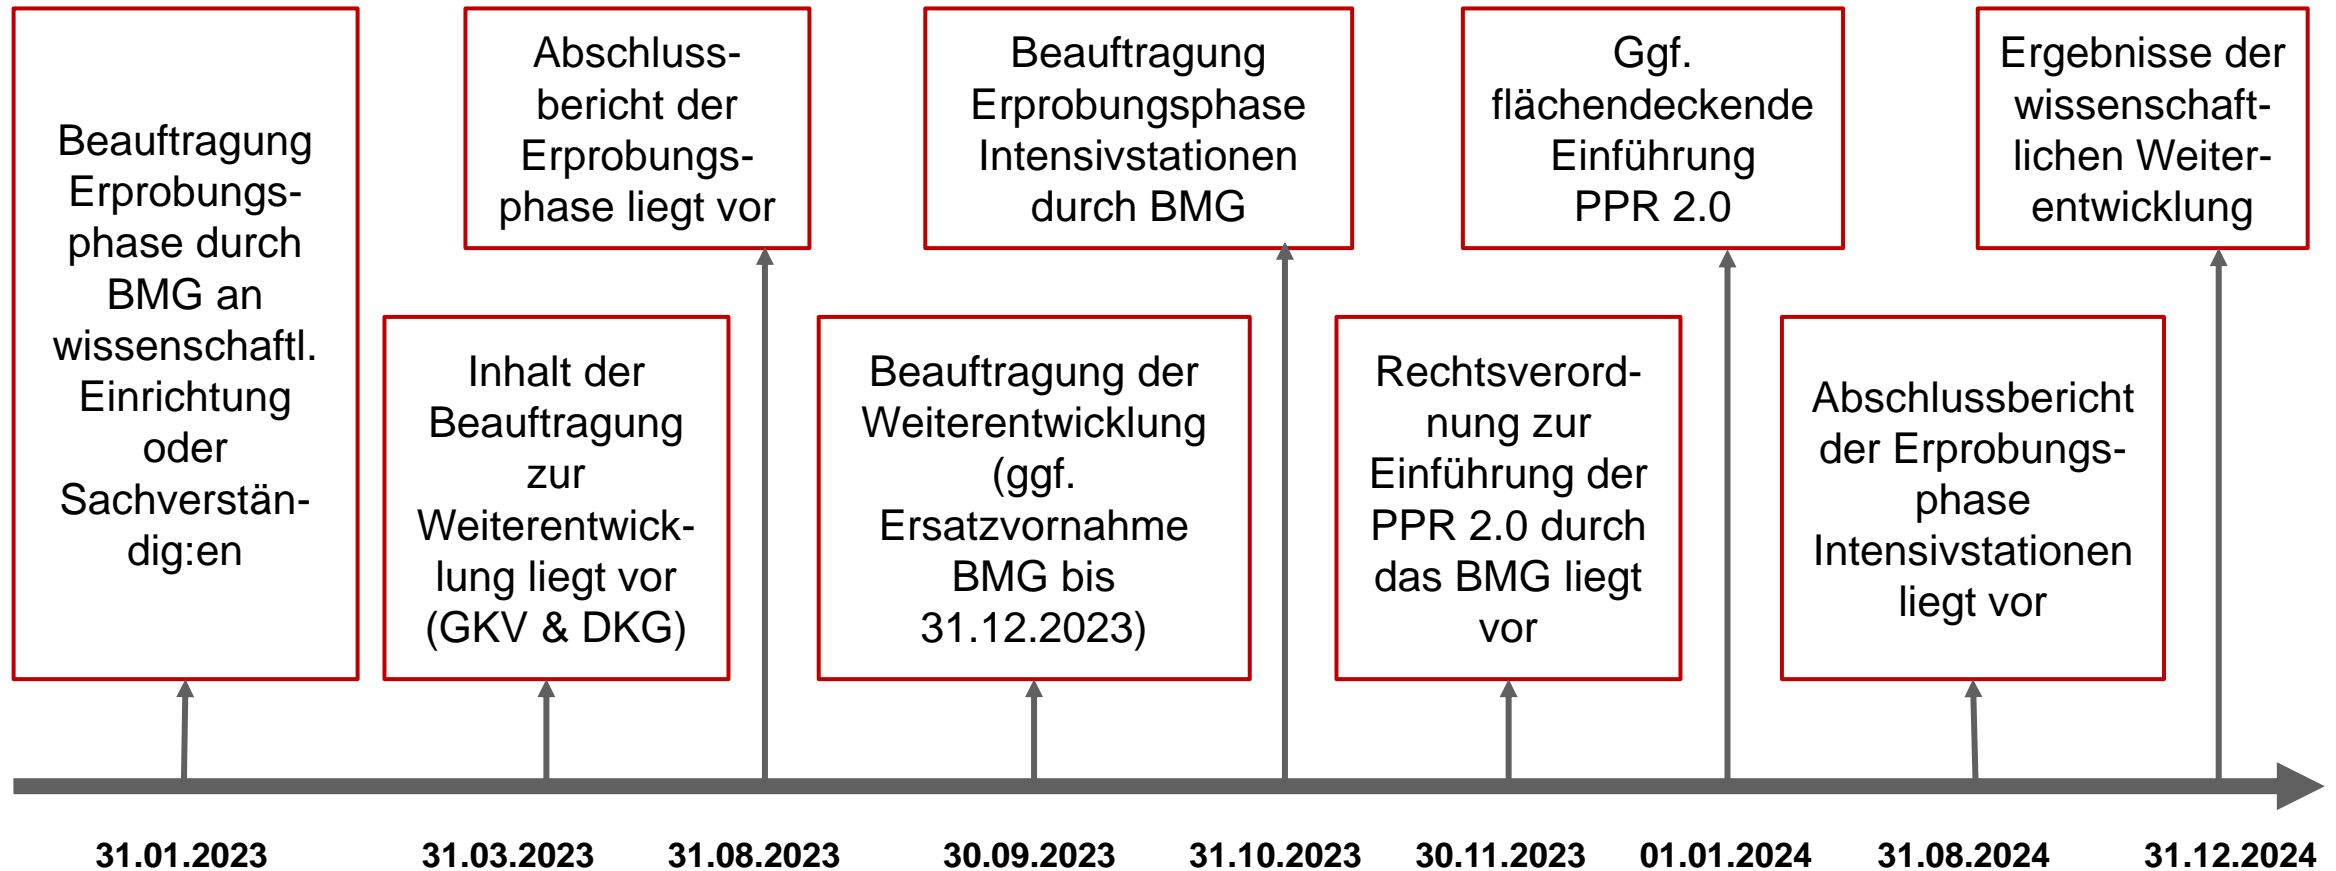 Beauftragung
Erprobungs-
phase durch
BMG an
wissenschaftl.
Einrichtung
oder
Sachverstän-
dig:en
Abschluss-
bericht der
Erprobungs-
phase liegt vor
Inhalt der
Beauftragung
zur
Weiterentwick-
lung liegt vor
(GKV & DKG)
Beauftragung
Erprobungsphase
Intensivstationen
durch BMG
Beauftragung der
Weiterentwicklung
(ggf.
Ersatzvornahme
BMG bis
31.12.2023)
Ggf.
flächendeckende
Einführung
PPR 2.0
Rechtsverord-
nung zur
Einführung der
PPR 2.0 durch
das BMG liegt
vor
Ergebnisse der
wissenschaft-
lichen Weiter-
entwicklung
Abschlussbericht
der Erprobungs-
phase
Intensivstationen
liegt vor
31.01.2023
31.03.2023
31.08.2023
30.09.2023
31.10.2023
30.11.2023
01.01.2024
31.08.2024
31.12.2024